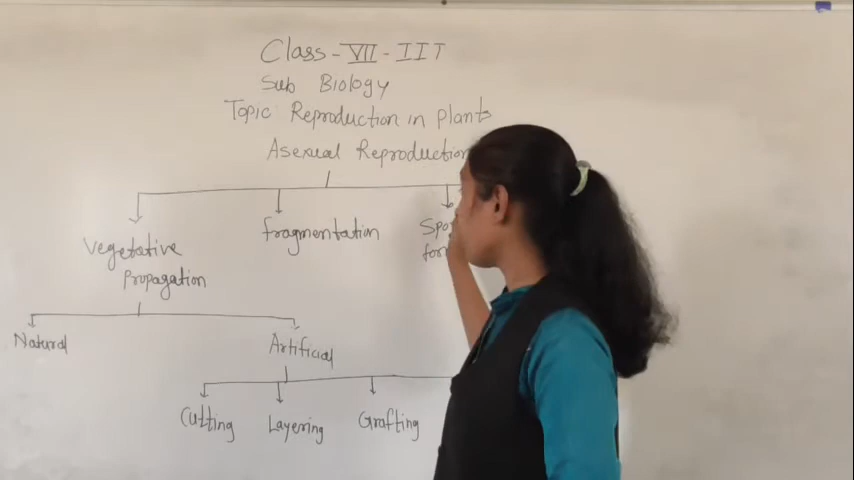 Class - VII - IIT
Sub Biology
Topic Reproduction in plants
Asexual Reproduction
Vegetative
Propagation
fragmentation
Natural
Artificial
Cutting
Layering
Grafting